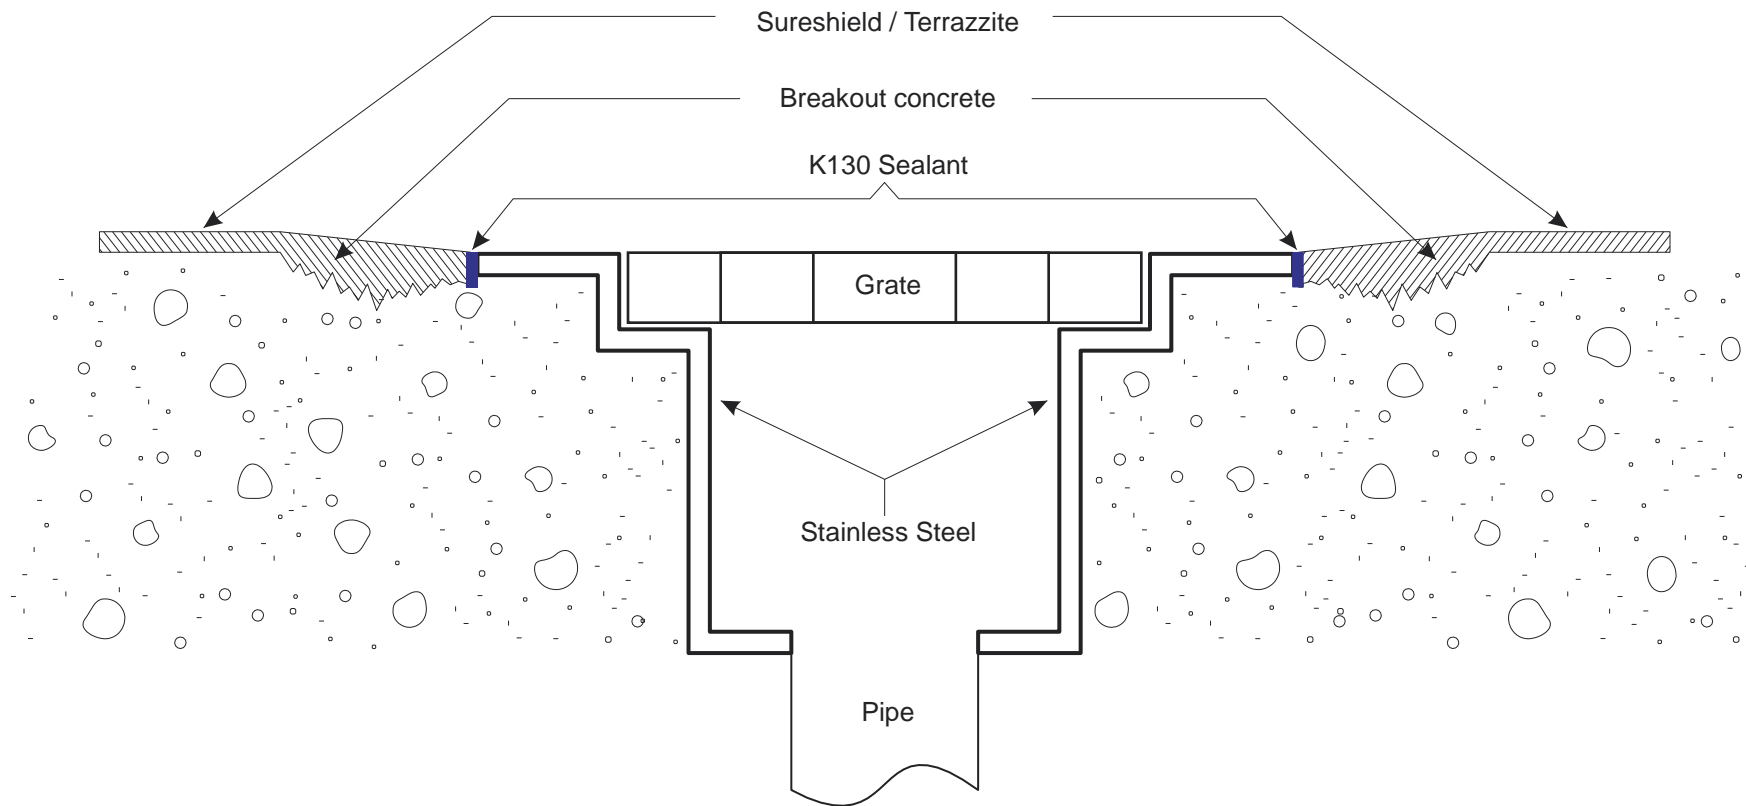 Sureshield / Terrazzite
Breakout concrete
K130 Sealant
Grate
Stainless Steel
Pipe